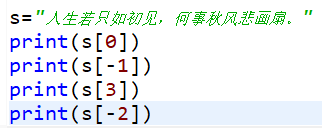 s="人生若只如初见，何事秋风悲画扇."
print(s[0])
print(s[-1])
print(s[3])
print(s[-2])